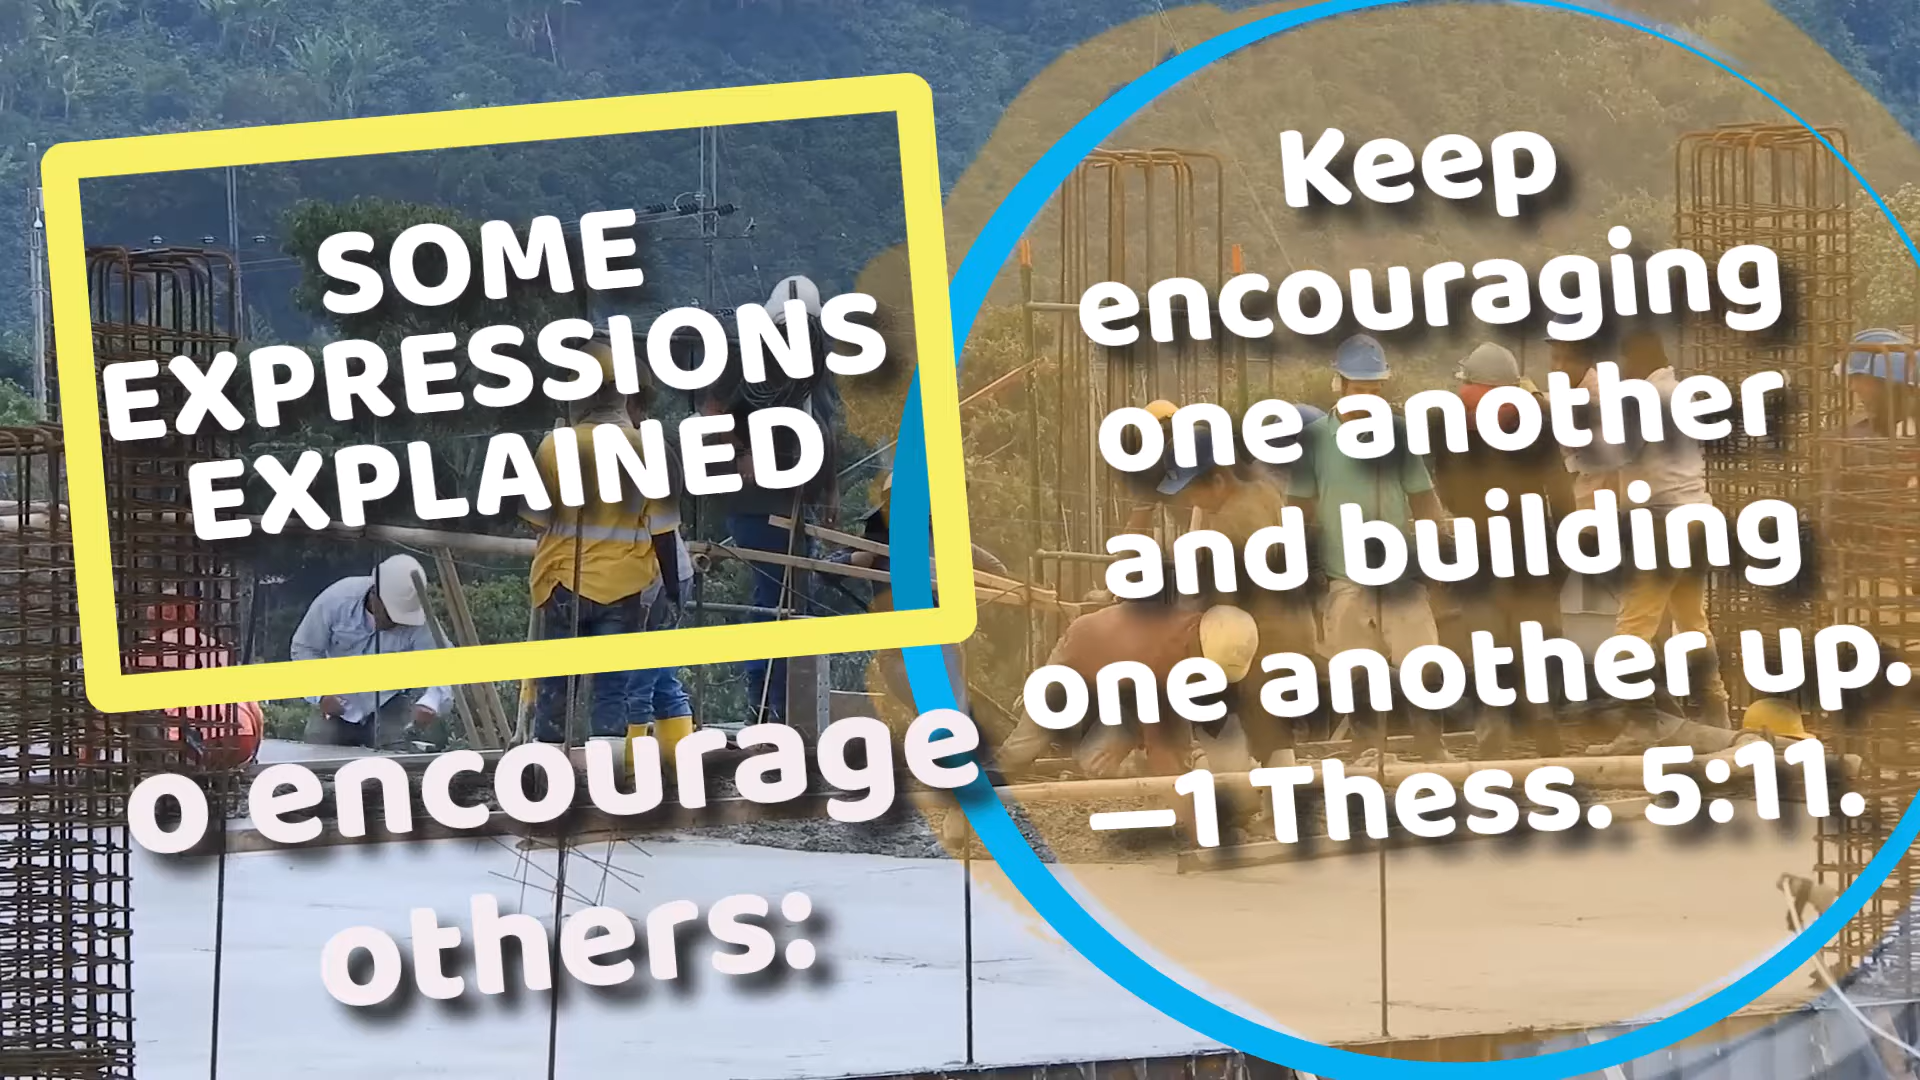 SOME
EXPRESSIONS
EXPLAINED
o encourage
others:
Keep
encouraging
one another
and building
one another up.
—1 Thess. 5:11.